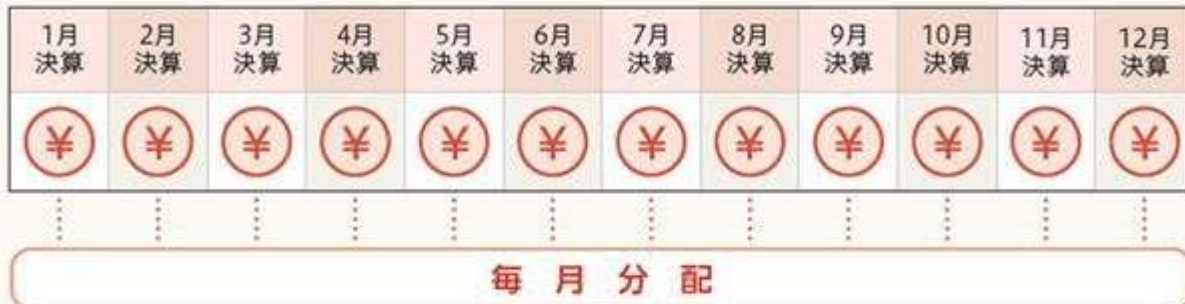 1月 2月 3月 4月 5月 6月 7月 8月 9月 10月 11月 12月
決算 決算 決算 決算 決算 決算 決算 決算 決算 決算 決算 決算
¥ ¥ ¥ ¥ ¥ ¥ ¥ ¥ ¥ ¥ ¥ ¥
毎月分配